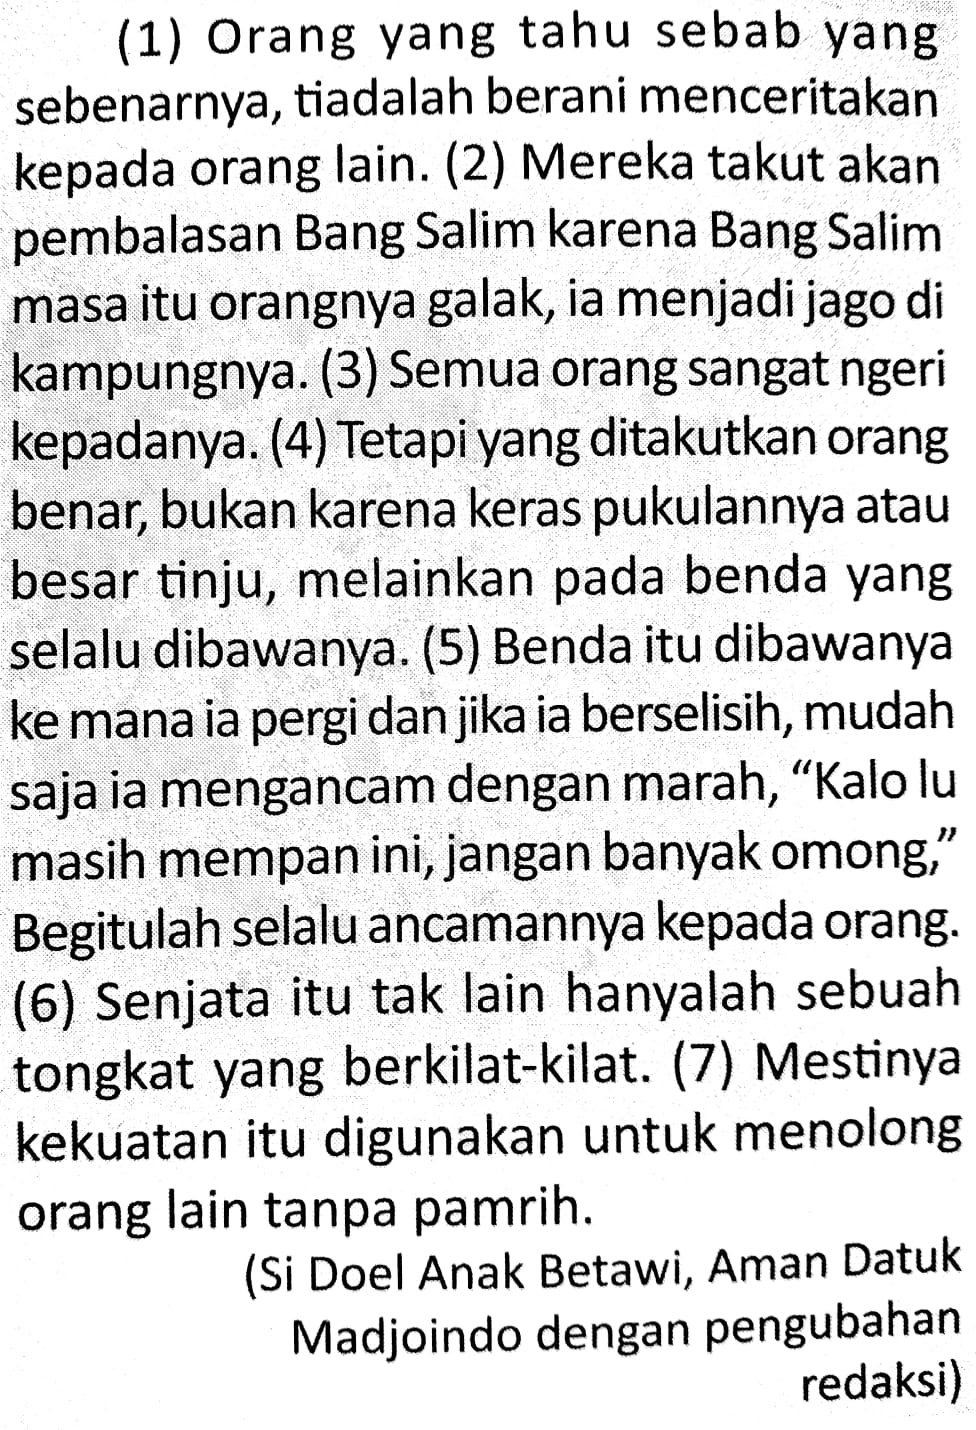 (1) Orang yang tahu sebab yang
sebenarnya, tiadalah berani menceritakan
kepada orang lain. (2) Mereka takut akan
pembalasan Bang Salim karena Bang Salim
masa itu orangnya galak, ia menjadi jago di
kampungnya. (3) Semua orang sangat ngeri
kepadanya. (4) Tetapi yang ditakutkan orang
benar, bukan karena keras pukulannya atau
besar tinju, melainkan pada benda yang
selalu dibawanya. (5) Benda itu dibawanya
ke mana ia pergi dan jika ia berselisih, mudah
saja ia mengancam dengan marah, “Kalo lu
masih mempan ini, jangan banyak omong,”
Begitulah selalu ancamannya kepada orang.
(6) Senjata itu tak lain hanyalah sebuah
tongkat yang berkilat-kilat. (7) Mestinya
kekuatan itu digunakan untuk menolong
orang lain tanpa pamrih.
(Si Doel Anak Betawi, Aman Datuk
Madjoindo dengan pengubahan
redaksi)